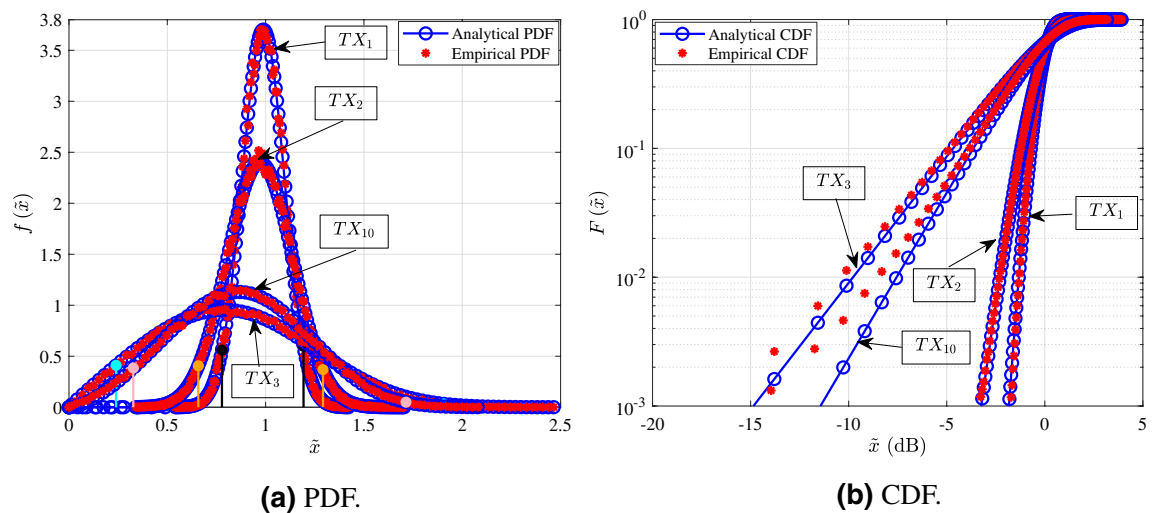 3.8
3.5
3
2.5
2
1.5
1
0.5
0
0
0.5
1
1.5
2
2.5
f (x̃)
x̃
Analytical PDF
Empirical PDF
TX₁
TX₂
TX₁₀
TX₃
(a) PDF.
10⁰
10⁻¹
10⁻²
10⁻³
-20
-15
-10
-5
0
5
F (x̃)
x̃ (dB)
Analytical CDF
Empirical CDF
TX₃
TX₁
TX₂
TX₁₀
(b) CDF.